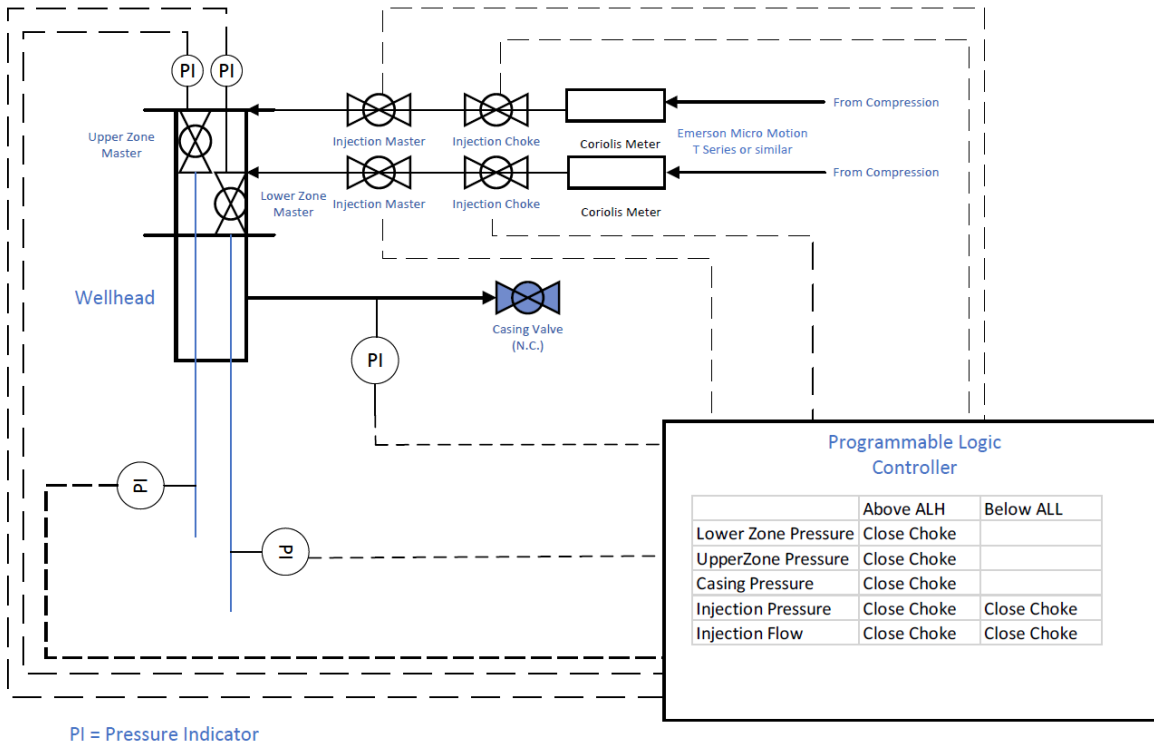 PI
PI
Upper Zone
Master
Injection Master
Injection Choke
Coriolis Meter
From Compression
Emerson Micro Motion
T Series or similar
Lower Zone
Master
Injection Master
Injection Choke
Coriolis Meter
From Compression
Wellhead
Casing Valve
(N.C.)
PI
PI
PI
Programmable Logic
Controller
Above ALH Below ALL
Lower Zone Pressure Close Choke
UpperZone Pressure Close Choke
Casing Pressure Close Choke
Injection Pressure Close Choke Close Choke
Injection Flow Close Choke Close Choke
PI = Pressure Indicator